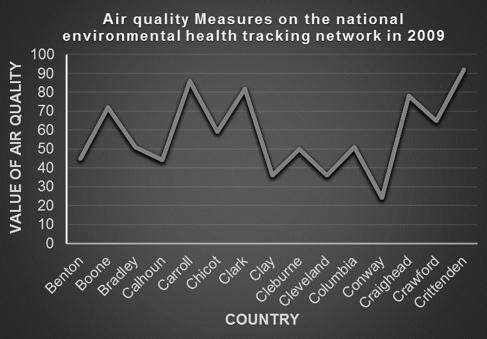 Air quality Measures on the national
environmental health tracking network in 2009
VALUE OF AIR QUALITY
100
90
80
70
60
50
40
30
20
10
0
Benton
Boone
Bradley
Calhoun
Carroll
Chicot
Clark
Clay
Cleburne
Cleveland
Columbia
Conway
Craighead
Crawford
Crittenden
COUNTRY